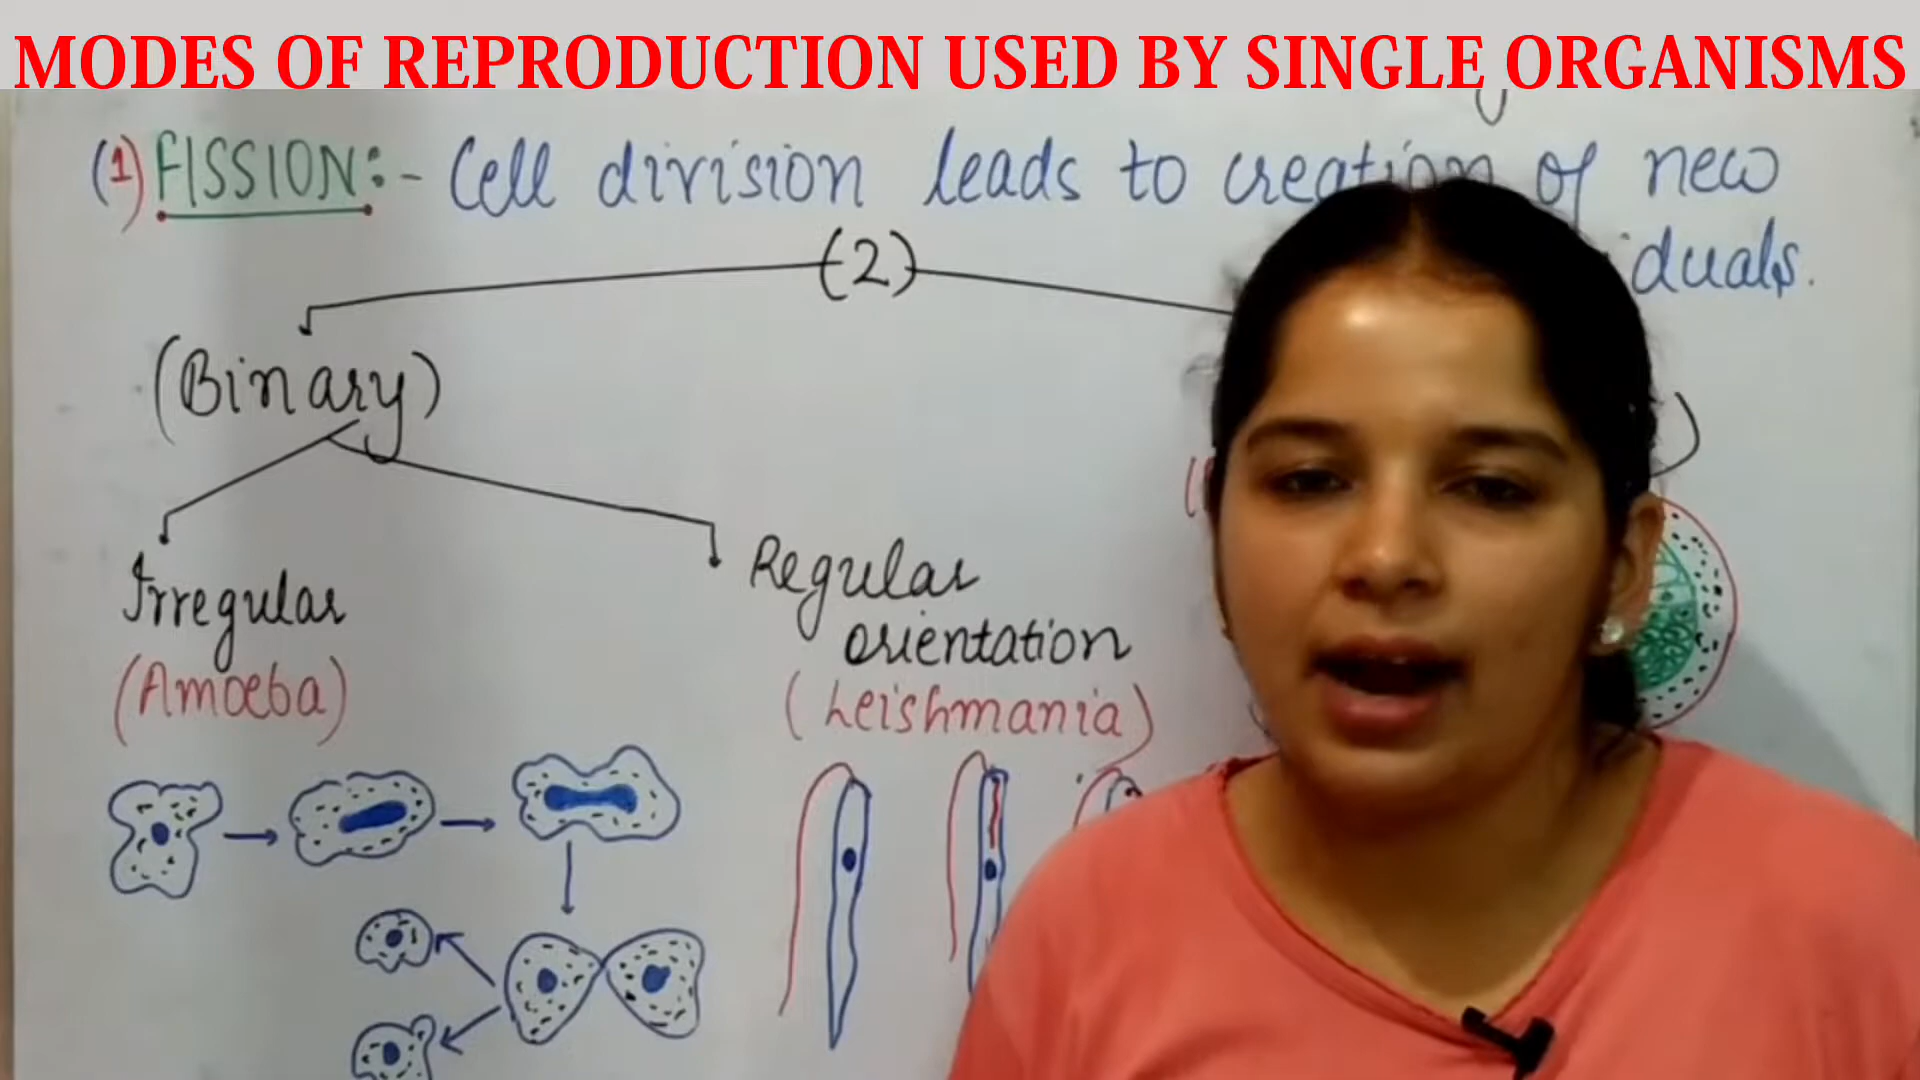 MODES OF REPRODUCTION USED BY SINGLE ORGANISMS
(1) FISSION:- Cell division leads to creation of new
duals.
(2)
(Binary)
Irregular
(Amoeba)
Regular
orientation
(Leishmania)